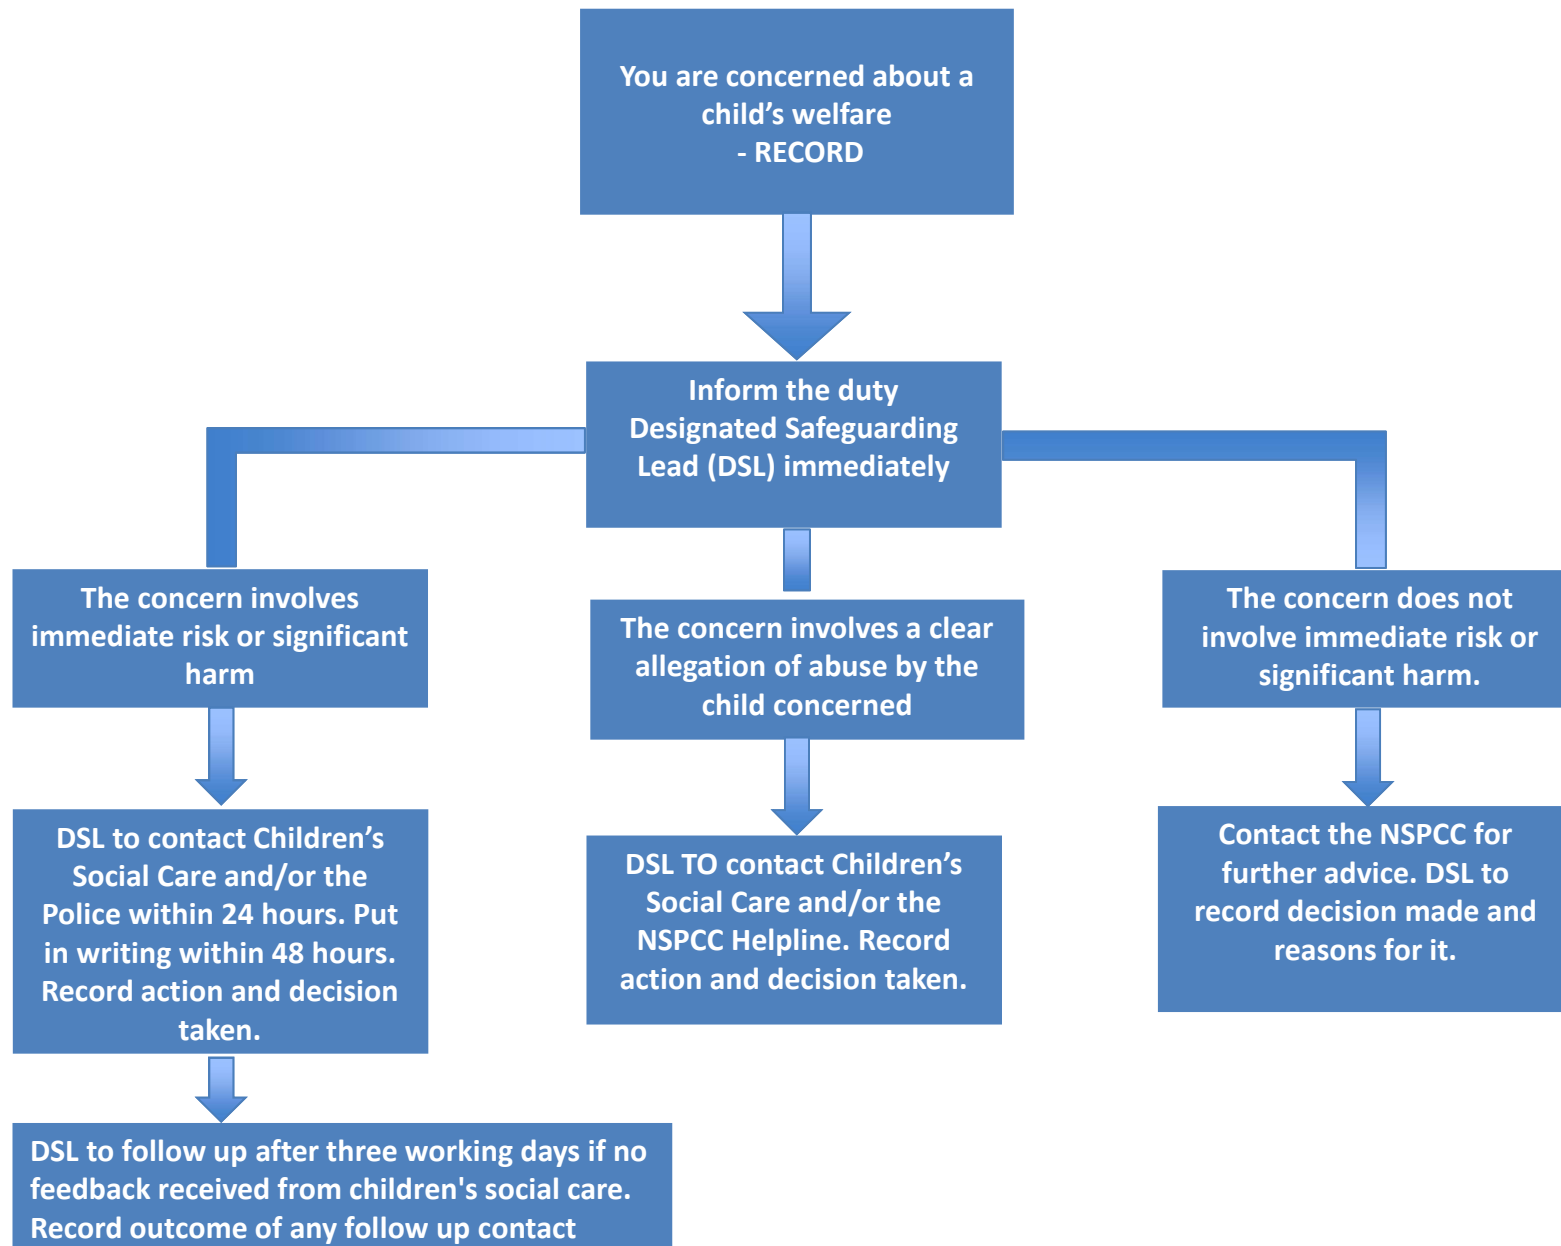 You are concerned about a
child’s welfare
- RECORD
Inform the duty
Designated Safeguarding
Lead (DSL) immediately
The concern involves
immediate risk or significant
harm
The concern involves a clear
allegation of abuse by the
child concerned
The concern does not
involve immediate risk or
significant harm.
DSL to contact Children’s
Social Care and/or the
Police within 24 hours. Put
in writing within 48 hours.
Record action and decision
taken.
DSL TO contact Children’s
Social Care and/or the
NSPCC Helpline. Record
action and decision taken.
Contact the NSPCC for
further advice. DSL to
record decision made and
reasons for it.
DSL to follow up after three working days if no
feedback received from children's social care.
Record outcome of any follow up contact